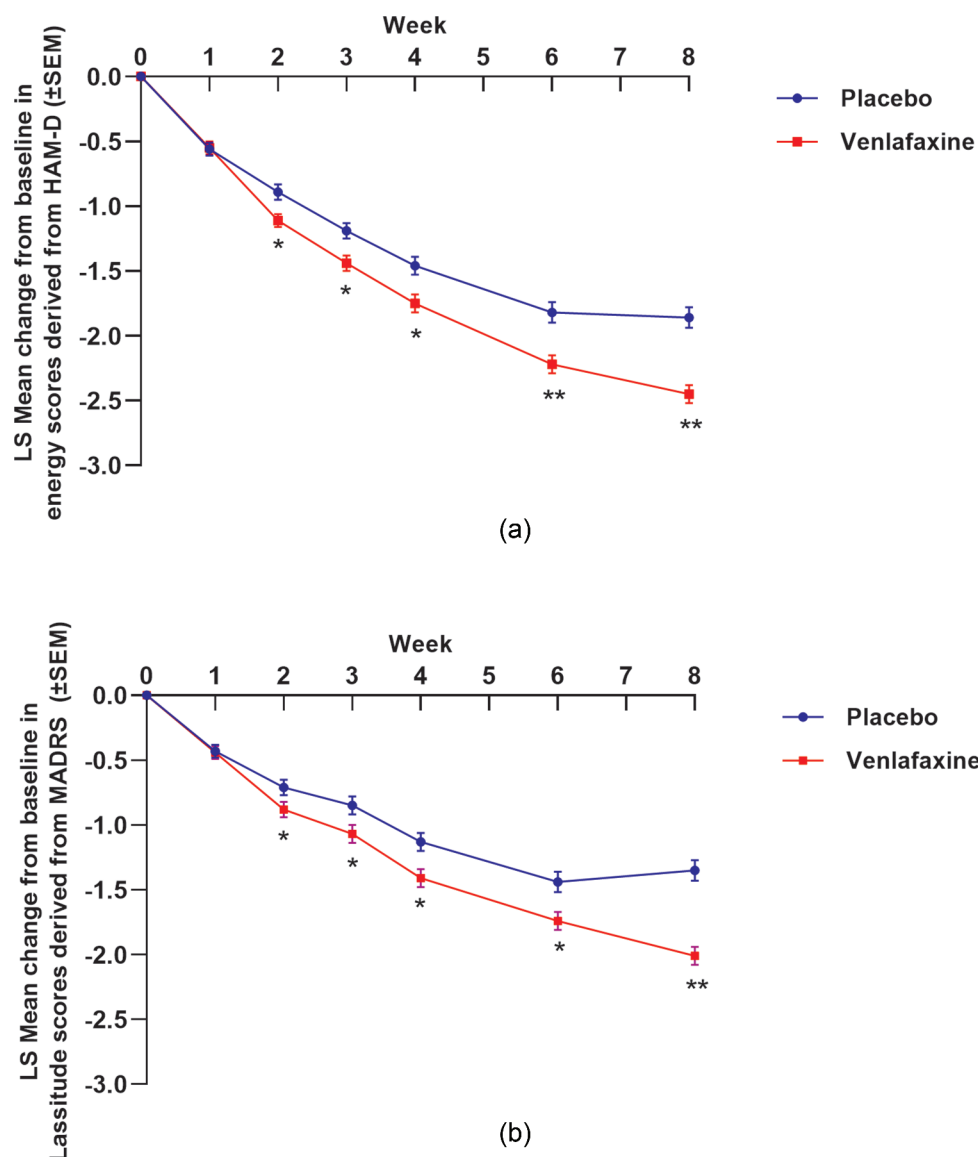 Week
0 1 2 3 4 5 6 7 8
0.0
-0.5
-1.0
-1.5
-2.0
-2.5
-3.0
LS Mean change from baseline in
energy scores derived from HAM-D (±SEM)
*
*
*
**
**
Placebo
Venlafaxine
(a)
Week
0 1 2 3 4 5 6 7 8
0.0
-0.5
-1.0
-1.5
-2.0
-2.5
-3.0
LS Mean change from baseline in
Lassitude scores derived from MADRS (±SEM)
*
*
*
*
**
Placebo
Venlafaxine
(b)